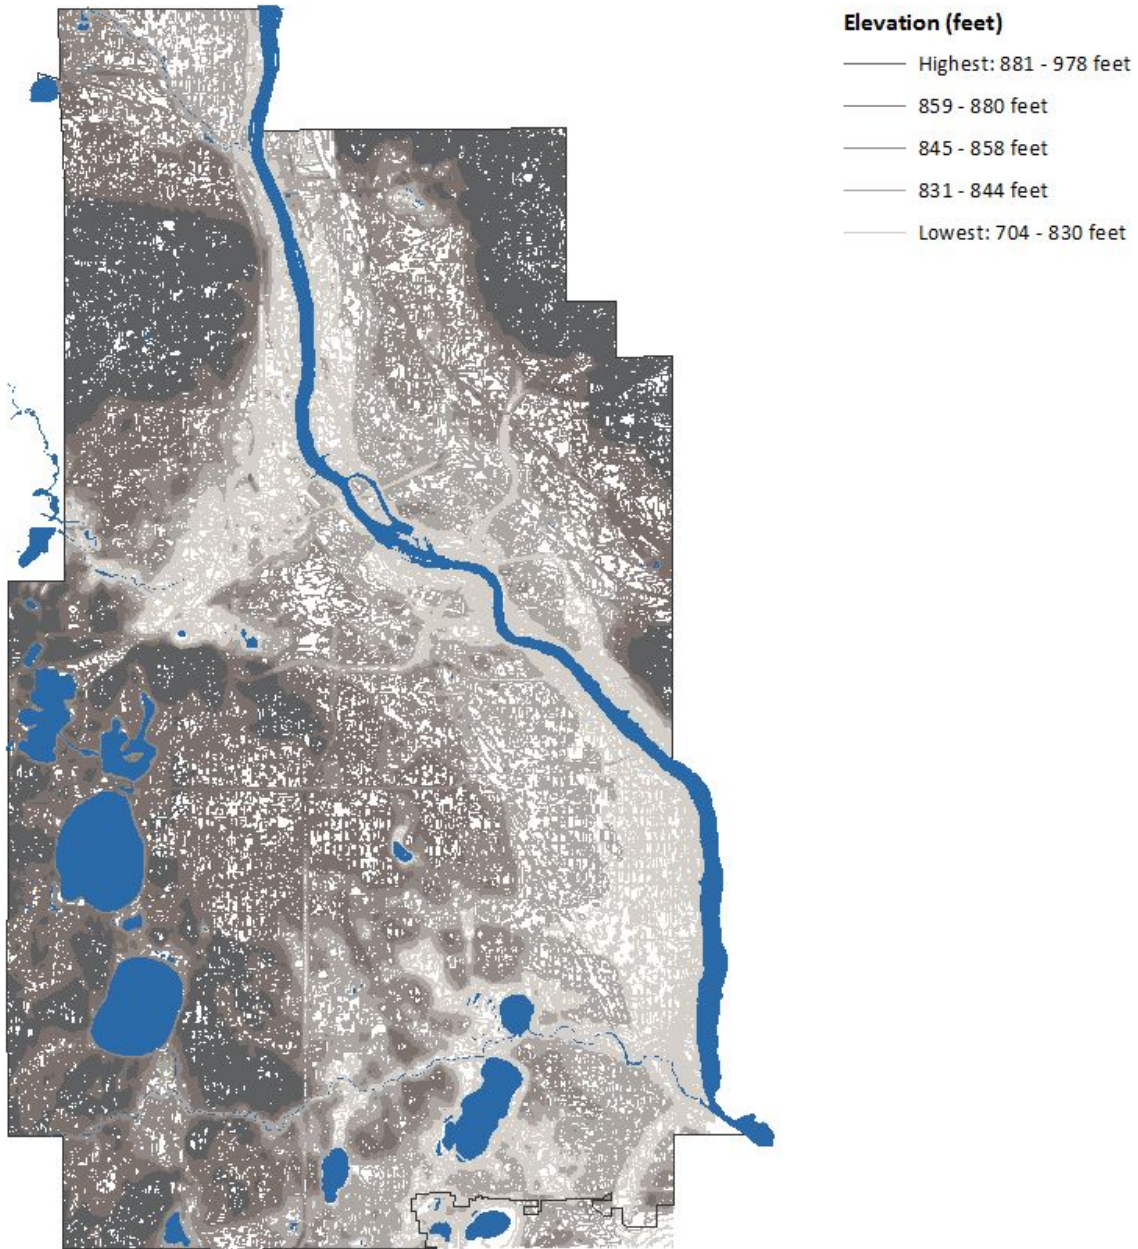 Elevation (feet)
Highest: 881 - 978 feet
859 - 880 feet
845 - 858 feet
831 - 844 feet
Lowest: 704 - 830 feet